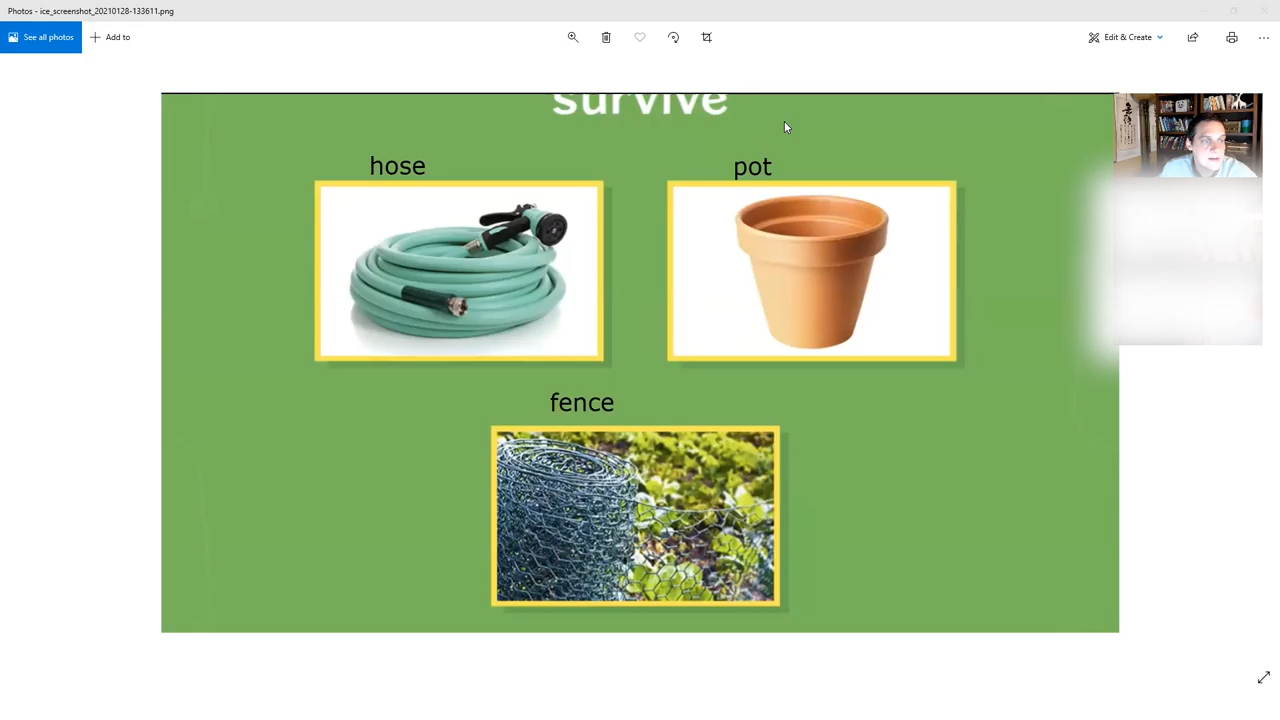 Photos - ice_screenshot_20210128-133611.png
See all photos
Add to
Edit & Create
survive
hose
pot
fence